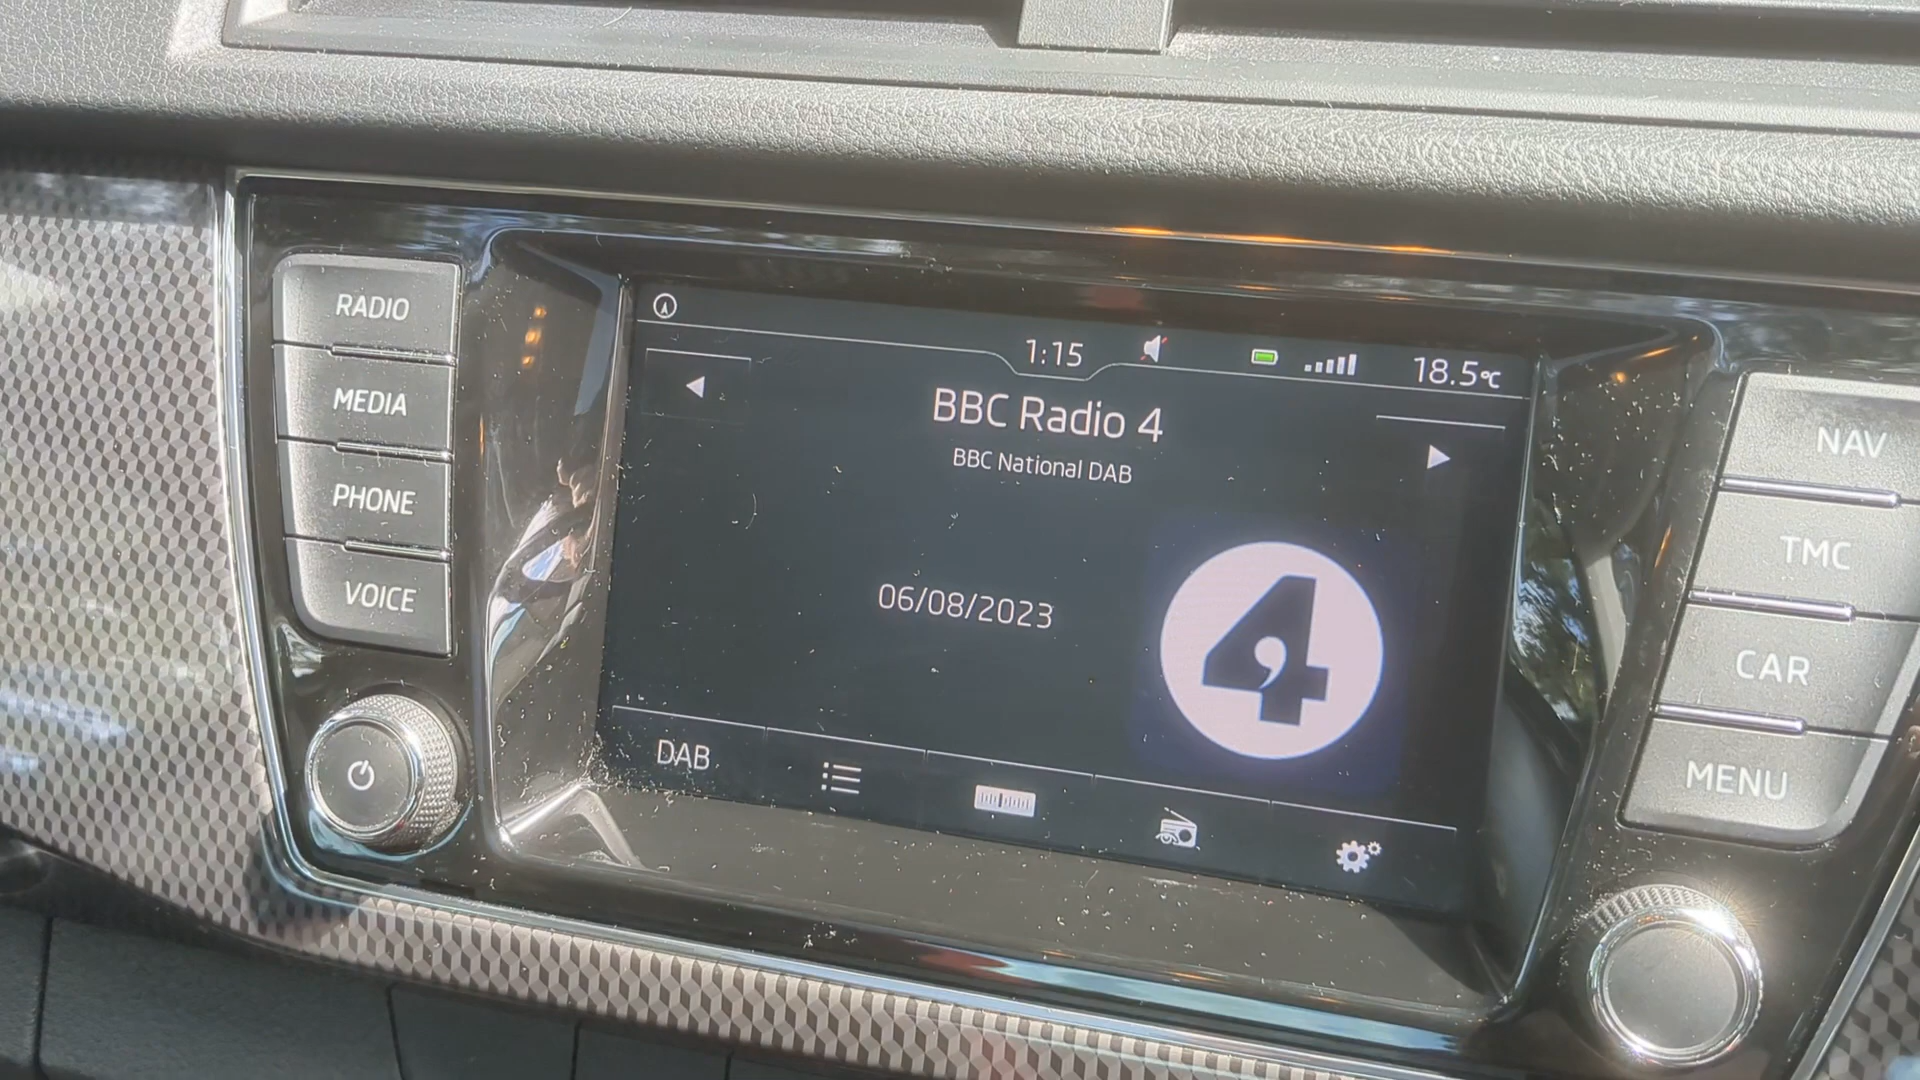 RADIO
MEDIA
PHONE
VOICE
1:15
18.5°C
BBC Radio 4
BBC National DAB
06/08/2023
4
DAB
NAV
TMC
CAR
MENU